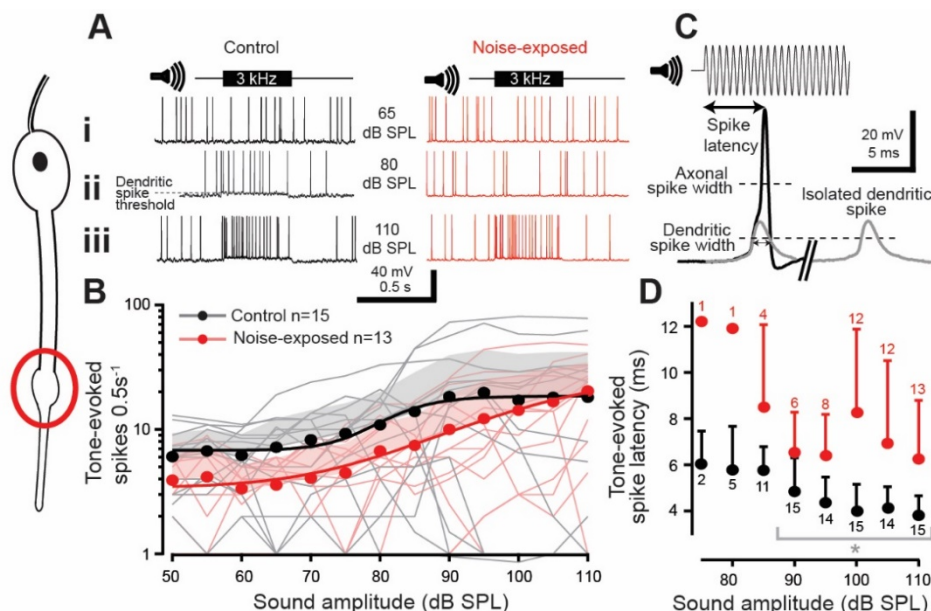 A
Control
Noise-exposed
3 kHz
3 kHz
i
65
dB SPL
ii
80
Dendritic
spike
threshold
iii
110
dB SPL
40 mV
0.5 s
B
Control n=15
Noise-exposed n=13
Tone-evoked
spikes 0.5s⁻¹
100
10
1
50
60
70
80
90
100
110
Sound amplitude (dB SPL)
C
Spike
latency
20 mV
5 ms
Axonal
spike width
Isolated dendritic
spike
Dendritic
spike width
D
Tone-evoked
spike latency (ms)
12
10
8
6
4
1
1
4
6
8
12
12
13
2
5
11
15
14
15
14
15
*
80
90
100
110
Sound amplitude (dB SPL)